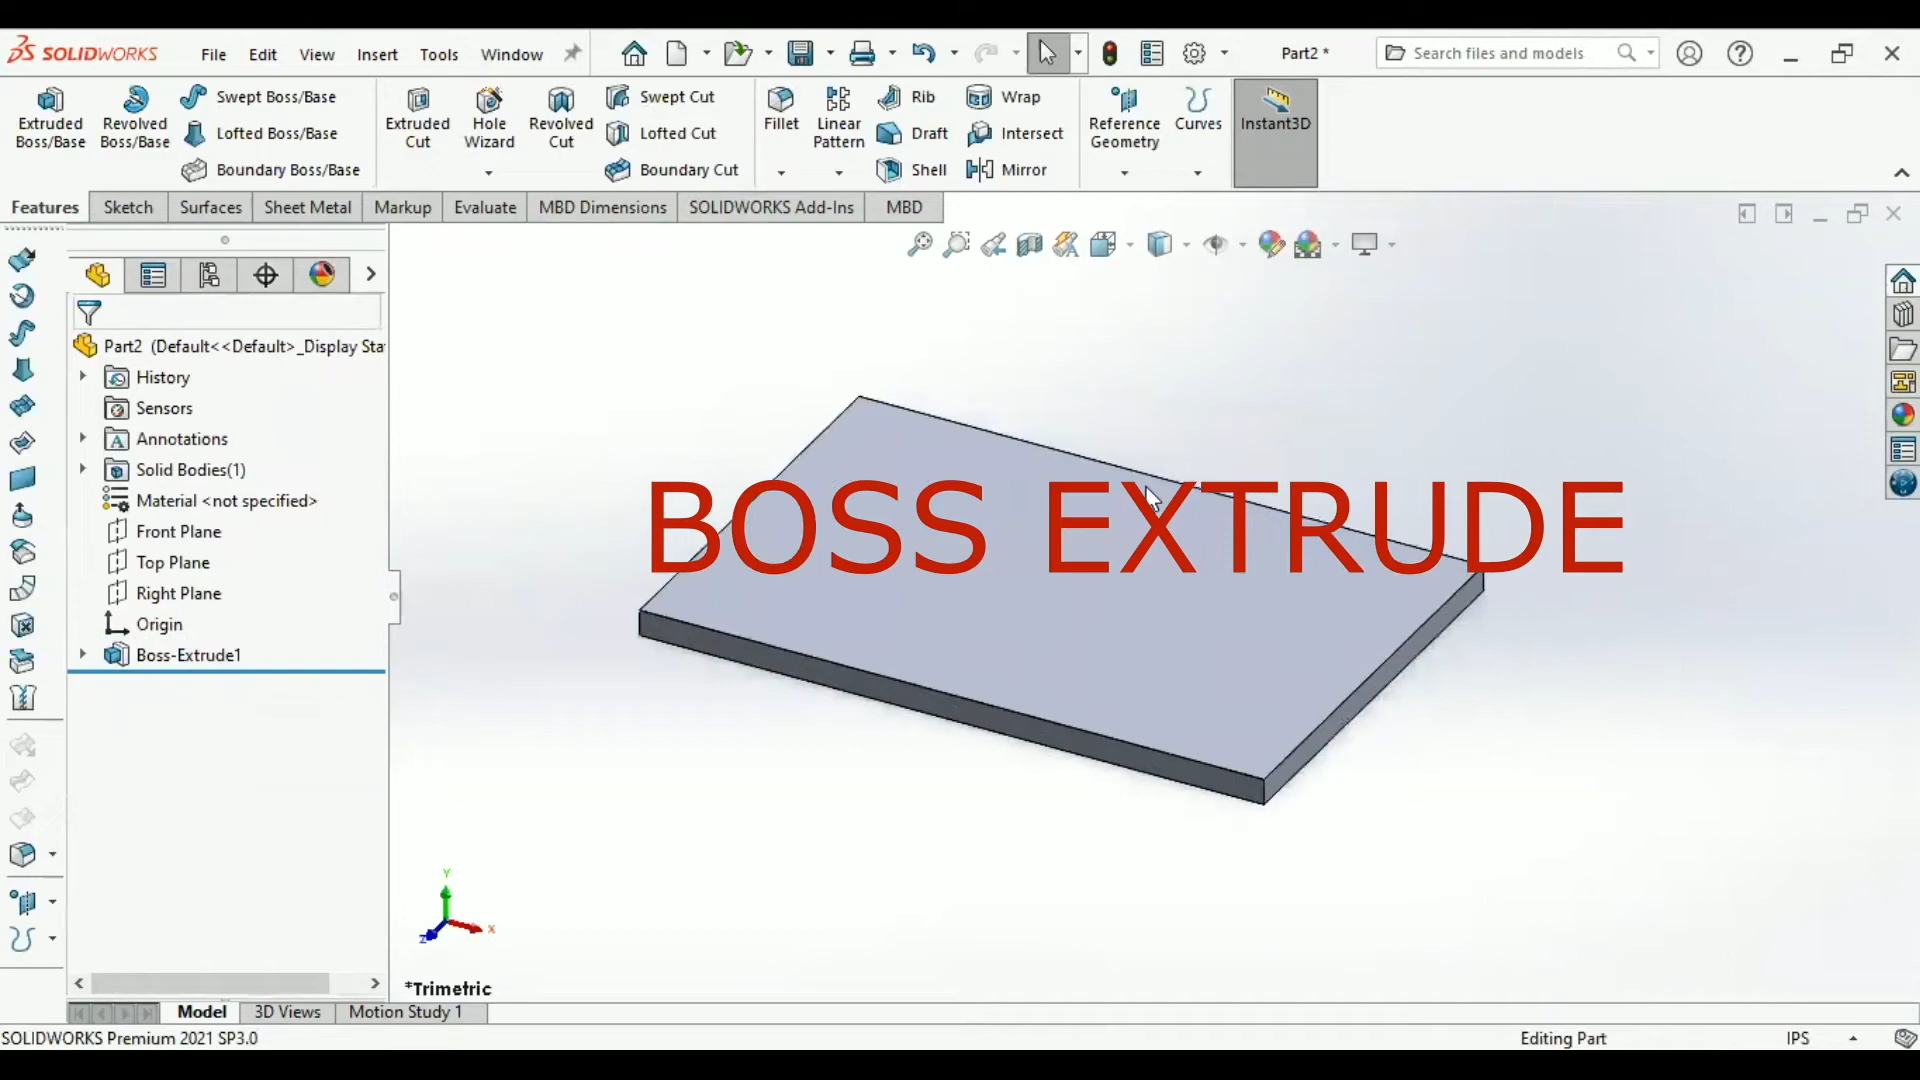 SOLIDWORKS File Edit View Insert Tools Window Part2 * Search files and models
Extruded Boss/Base
Revolved Boss/Base
Swept Boss/Base
Lofted Boss/Base
Boundary Boss/Base
Extruded Cut
Hole Wizard
Revolved Cut
Swept Cut
Lofted Cut
Boundary Cut
Fillet
Linear Pattern
Rib
Draft
Shell
Wrap
Intersect
Mirror
Reference Geometry
Curves
Instant3D
Features Sketch Surfaces Sheet Metal Markup Evaluate MBD Dimensions SOLIDWORKS Add-Ins MBD
Part2 (Default<<Default>_Display Sta
History
Sensors
Annotations
Solid Bodies(1)
Material <not specified>
Front Plane
Top Plane
Right Plane
Origin
Boss-Extrude1
BOSS EXTRUDE
Y
X
Z
*Trimetric
Model 3D Views Motion Study 1
SOLIDWORKS Premium 2021 SP3.0 Editing Part IPS